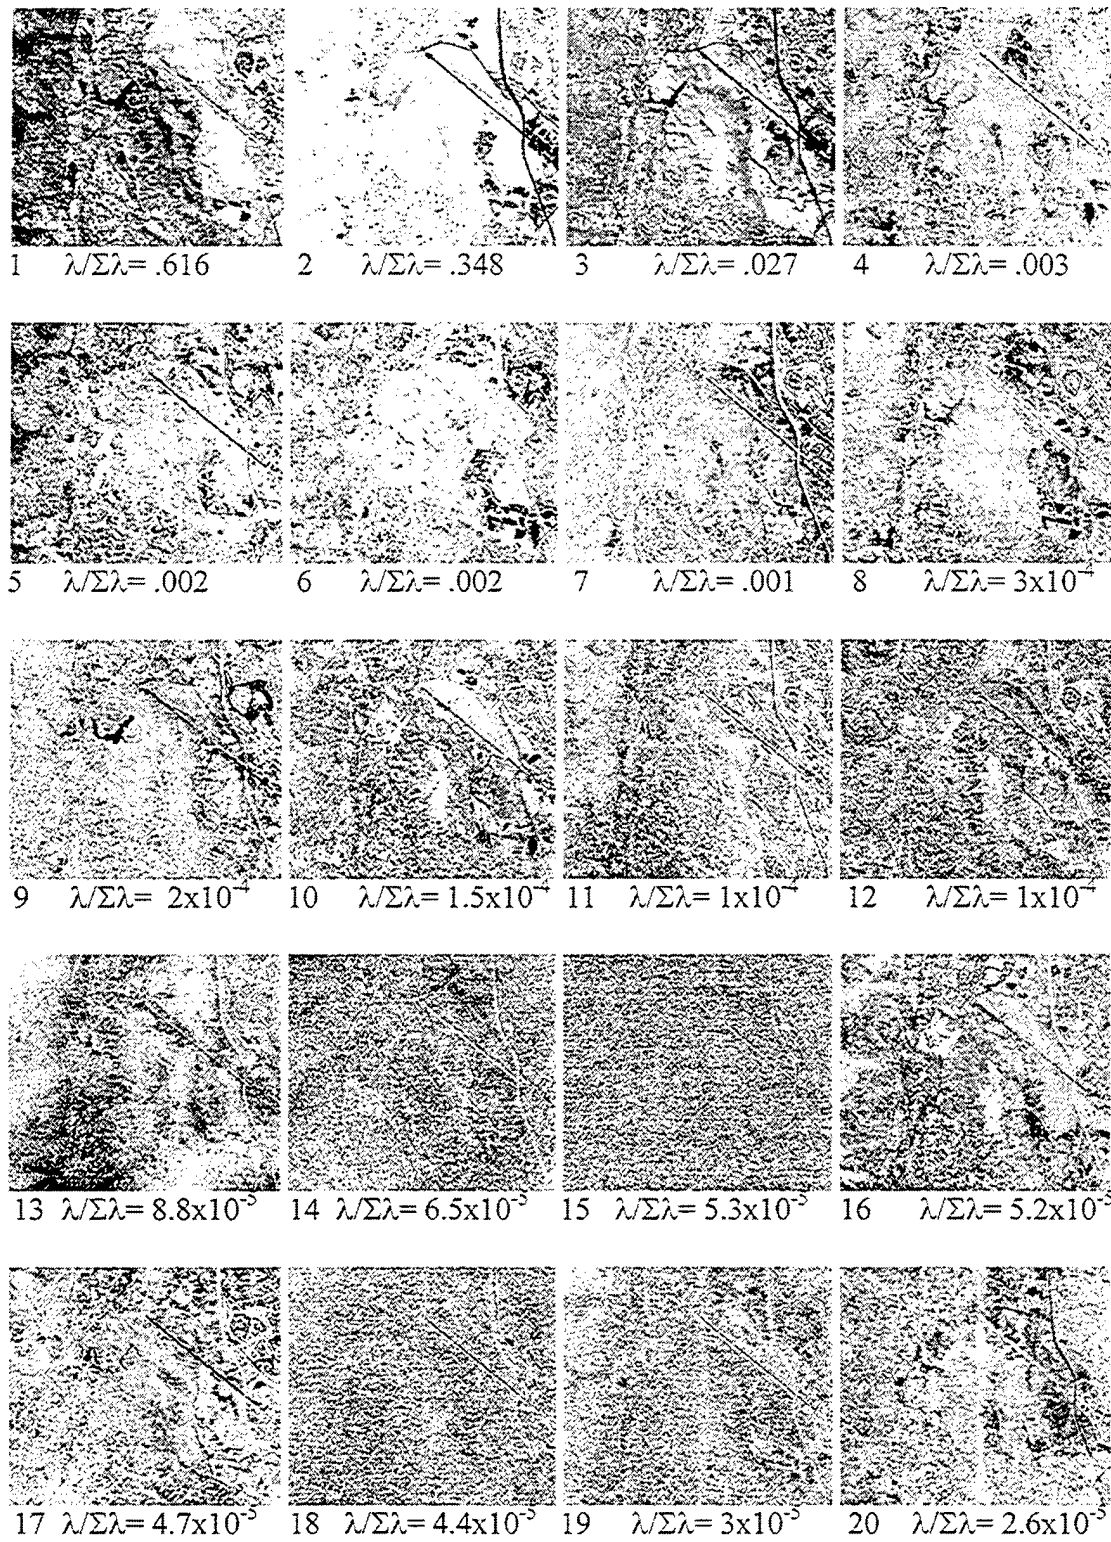 1 λ/Σλ= .616 2 λ/Σλ= .348 3 λ/Σλ= .027 4 λ/Σλ= .003
5 λ/Σλ= .002 6 λ/Σλ= .002 7 λ/Σλ= .001 8 λ/Σλ= 3x10⁻⁴
9 λ/Σλ= 2x10⁻⁴ 10 λ/Σλ= 1.5x10⁻⁴ 11 λ/Σλ= 1x10⁻⁴ 12 λ/Σλ= 1x10⁻⁴
13 λ/Σλ= 8.8x10⁻⁵ 14 λ/Σλ= 6.5x10⁻⁵ 15 λ/Σλ= 5.3x10⁻⁵ 16 λ/Σλ= 5.2x10⁻⁵
17 λ/Σλ= 4.7x10⁻⁵ 18 λ/Σλ= 4.4x10⁻⁵ 19 λ/Σλ= 3x10⁻⁵ 20 λ/Σλ= 2.6x10⁻⁵